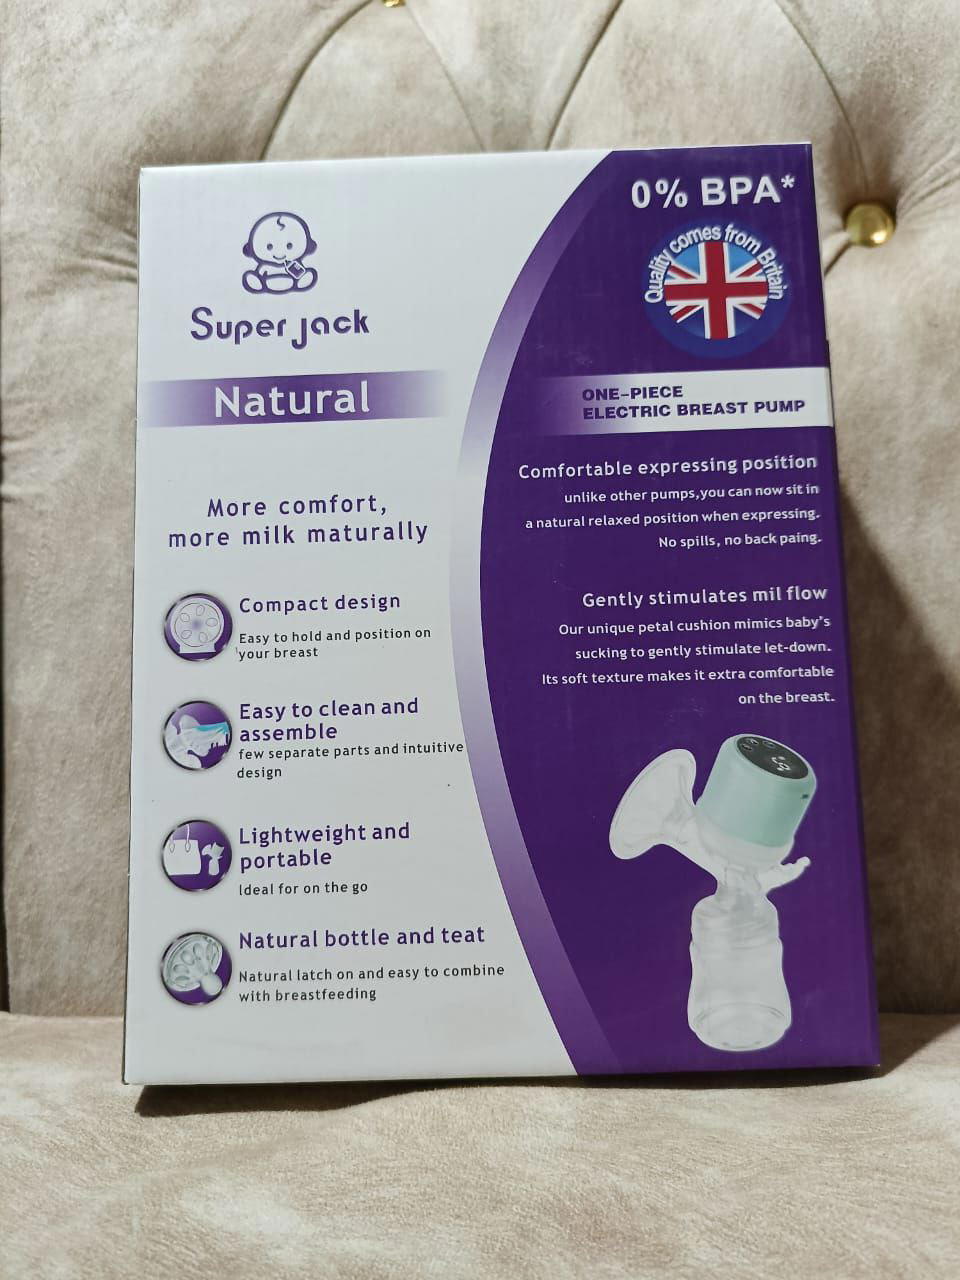 Super jack
Natural
More comfort,
more milk maturally
Compact design
Easy to hold and position on
your breast
Easy to clean and
assemble
few separate parts and intuitive
design
Lightweight and
portable
ldeal for on the go
Natural bottle and teat
Natural latch on and easy to combine
with breastfeeding
0% BPA*
Quality comes from Britain
ONE-PIECE
ELECTRIC BREAST PUMP
Comfortable expressing position
unlike other pumps,you can now sit in
a natural relaxed position when expressing.
No spills, no back paing.
Gently stimulates mil flow
Our unique petal cushion mimics baby's
sucking to gently stimulate let-down.
Its soft texture makes it extra comfortable
on the breast.